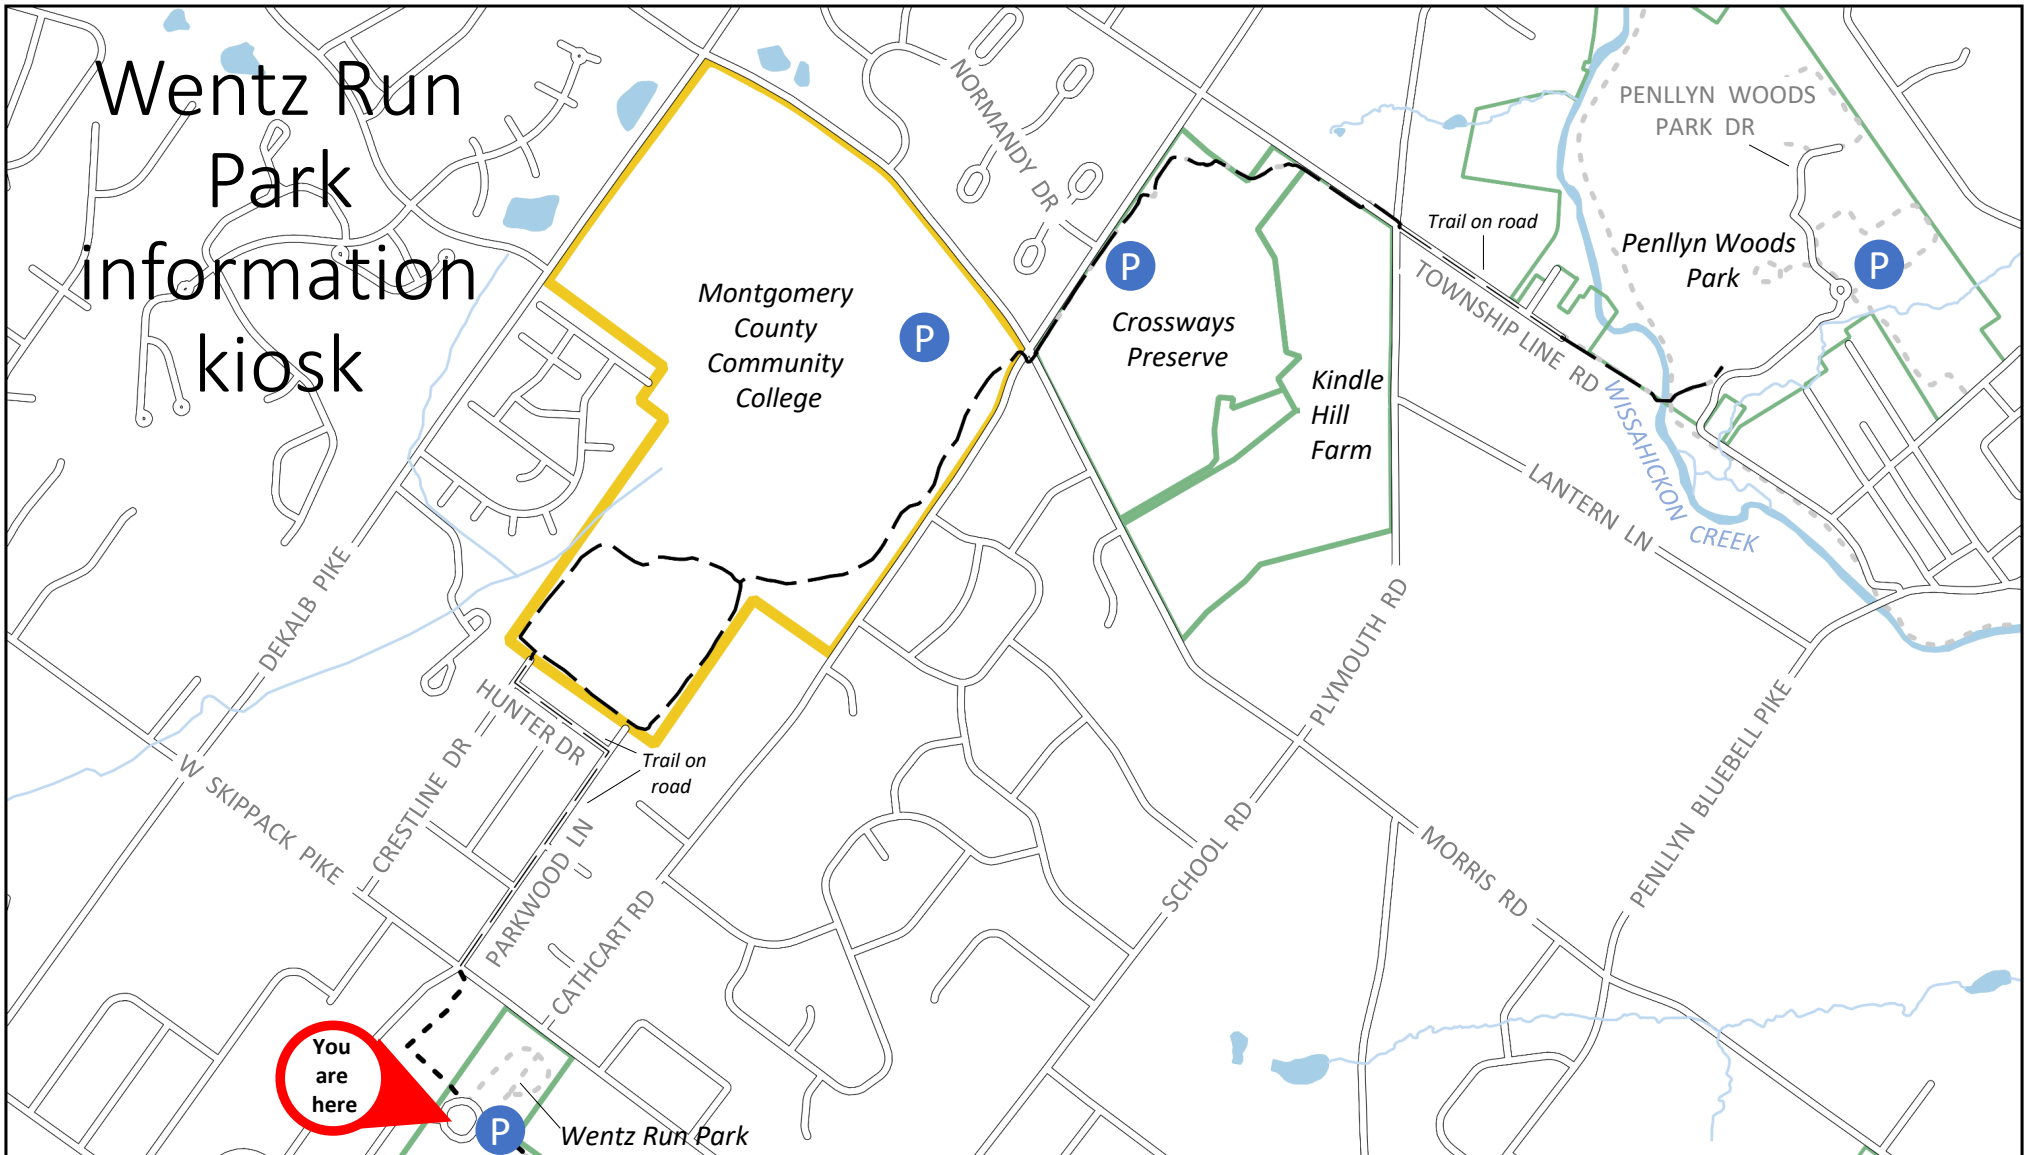 Wentz Run
Park
information
kiosk
NORMANDY DR
PENLLYN WOODS
PARK DR
Trail on road
Penllyn Woods
Park
P
P
P
Montgomery
County
Community
College
Crossways
Preserve
TOWNSHIP LINE RD
Kindle
Hill
Farm
WISSAHICKON CREEK
LANTERN LN
DEKALB PIKE
PLYMOUTH RD
HUNTER DR
PENLLYN BLUEBELL PIKE
Trail on
road
W SKIPPACK PIKE
CRESTLINE DR
PARKWOOD LN
SCHOOL RD
MORRIS RD
CATHCART RD
You
are
here
P
Wentz Run Park